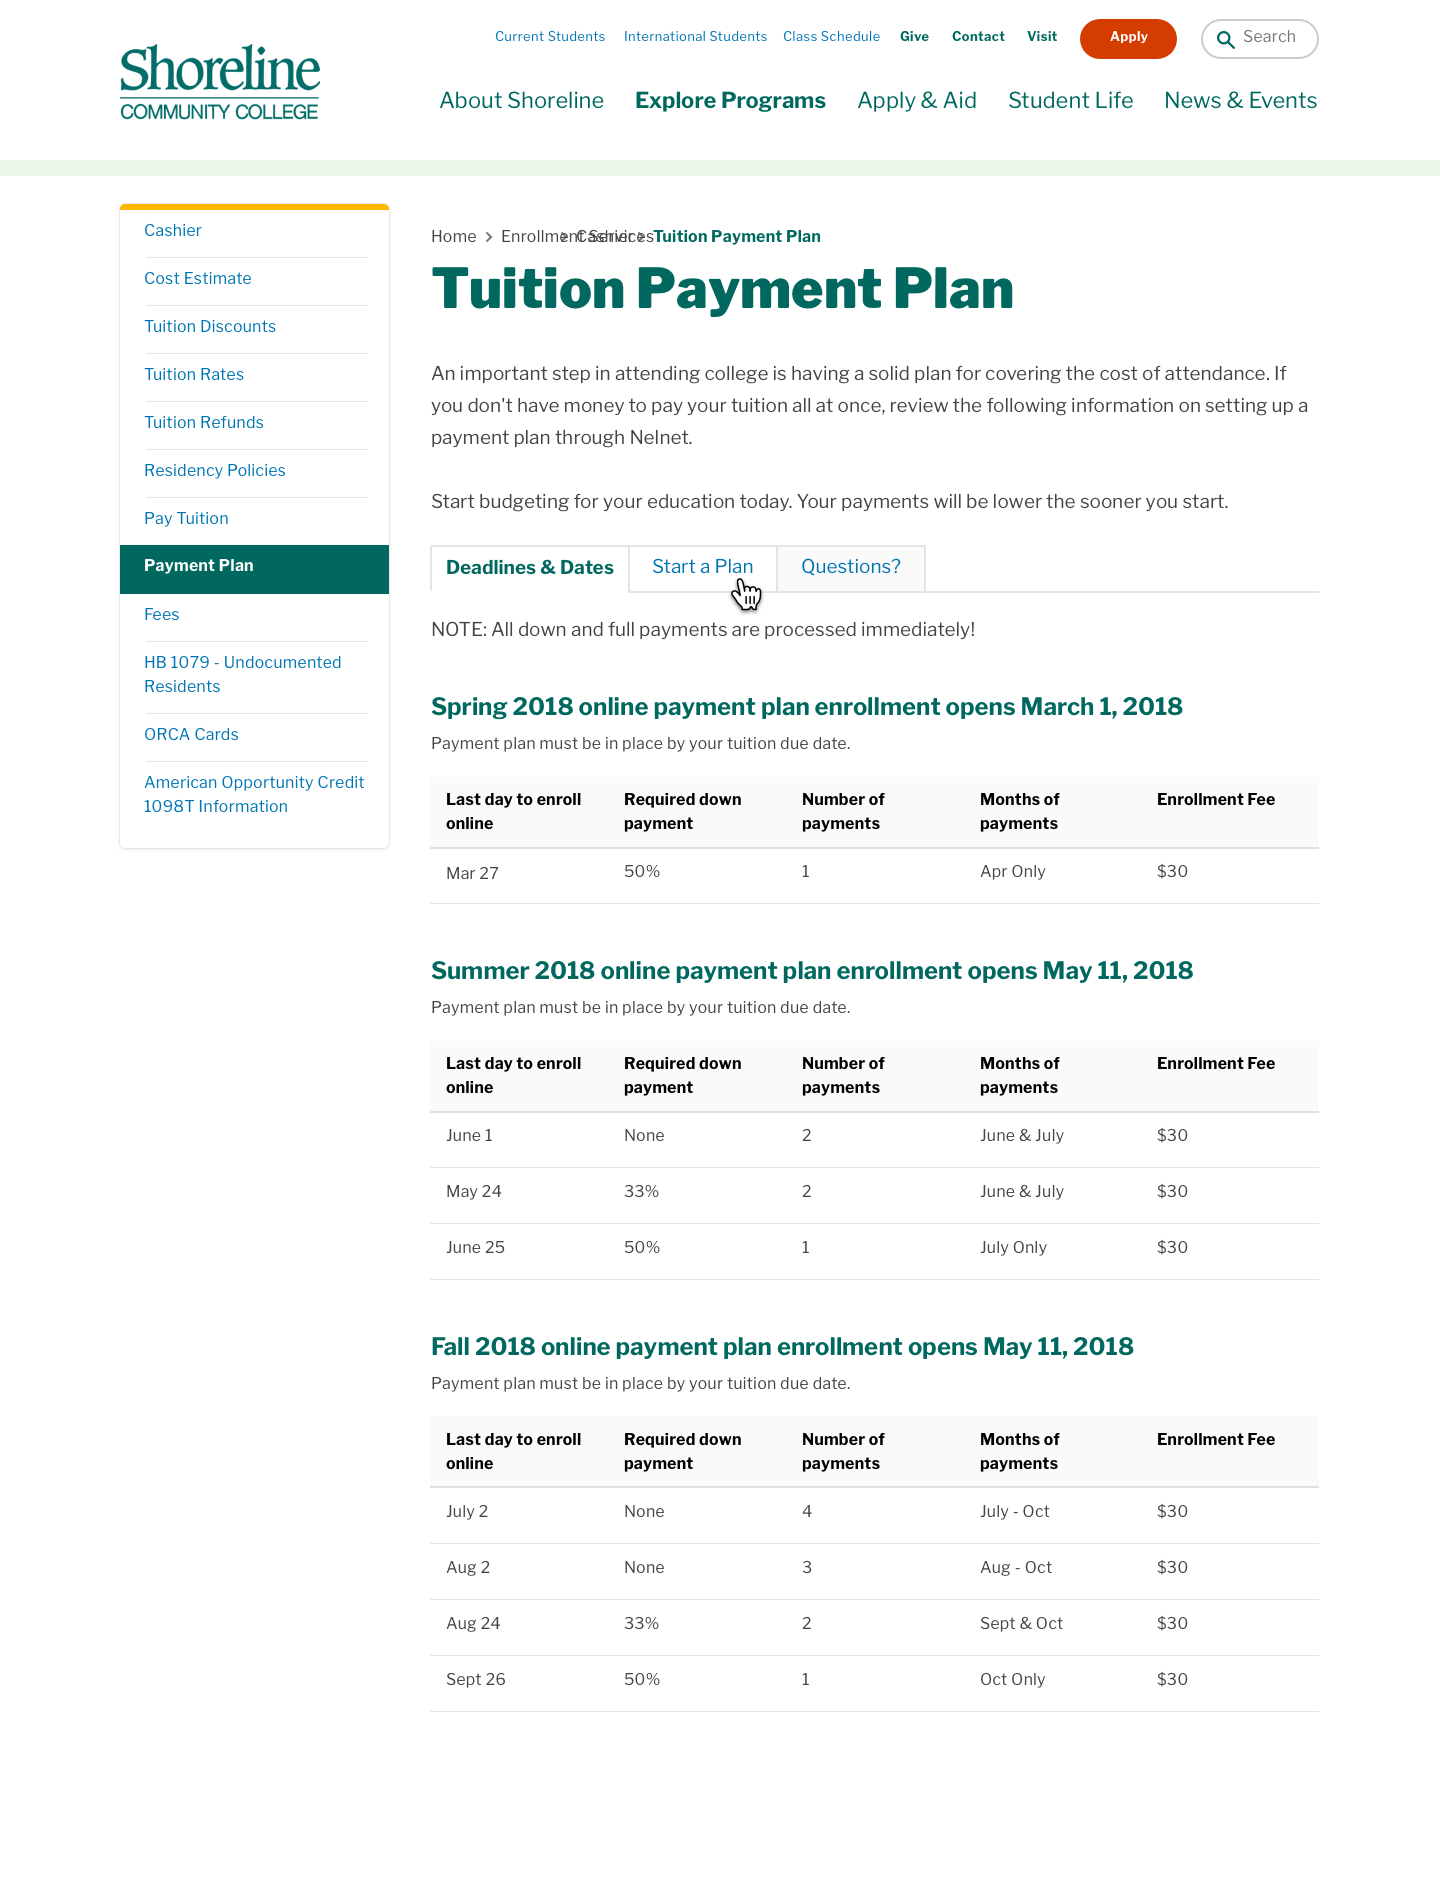 Current Students International Students Class Schedule Give Contact Visit Apply Search
Shoreline
COMMUNITY COLLEGE
About Shoreline Explore Programs Apply & Aid Student Life News & Events
Cashier
Cost Estimate
Tuition Discounts
Tuition Rates
Tuition Refunds
Residency Policies
Pay Tuition
Payment Plan
Fees
HB 1079 - Undocumented
Residents
ORCA Cards
American Opportunity Credit
1098T Information
Home > Enrollment Services > Cashier > Tuition Payment Plan
Tuition Payment Plan
An important step in attending college is having a solid plan for covering the cost of attendance. If
you don't have money to pay your tuition all at once, review the following information on setting up a
payment plan through Nelnet.
Start budgeting for your education today. Your payments will be lower the sooner you start.
Deadlines & Dates Start a Plan Questions?
NOTE: All down and full payments are processed immediately!
Spring 2018 online payment plan enrollment opens March 1, 2018
Payment plan must be in place by your tuition due date.
Last day to enroll Required down Number of Months of Enrollment Fee
online payment payments payments
Mar 27 50% 1 Apr Only $30
Summer 2018 online payment plan enrollment opens May 11, 2018
Payment plan must be in place by your tuition due date.
Last day to enroll Required down Number of Months of Enrollment Fee
online payment payments payments
June 1 None 2 June & July $30
May 24 33% 2 June & July $30
June 25 50% 1 July Only $30
Fall 2018 online payment plan enrollment opens May 11, 2018
Payment plan must be in place by your tuition due date.
Last day to enroll Required down Number of Months of Enrollment Fee
online payment payments payments
July 2 None 4 July - Oct $30
Aug 2 None 3 Aug - Oct $30
Aug 24 33% 2 Sept & Oct $30
Sept 26 50% 1 Oct Only $30